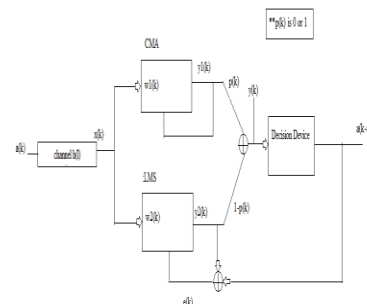 **p(k) is 0 or 1
CMA
y1(k)
w1(k)
p(k)
y(k)
x(k)
a(k)
channel h(l)
Decision Device
LMS
w2(k)
y2(k)
1-p(k)
e(k)